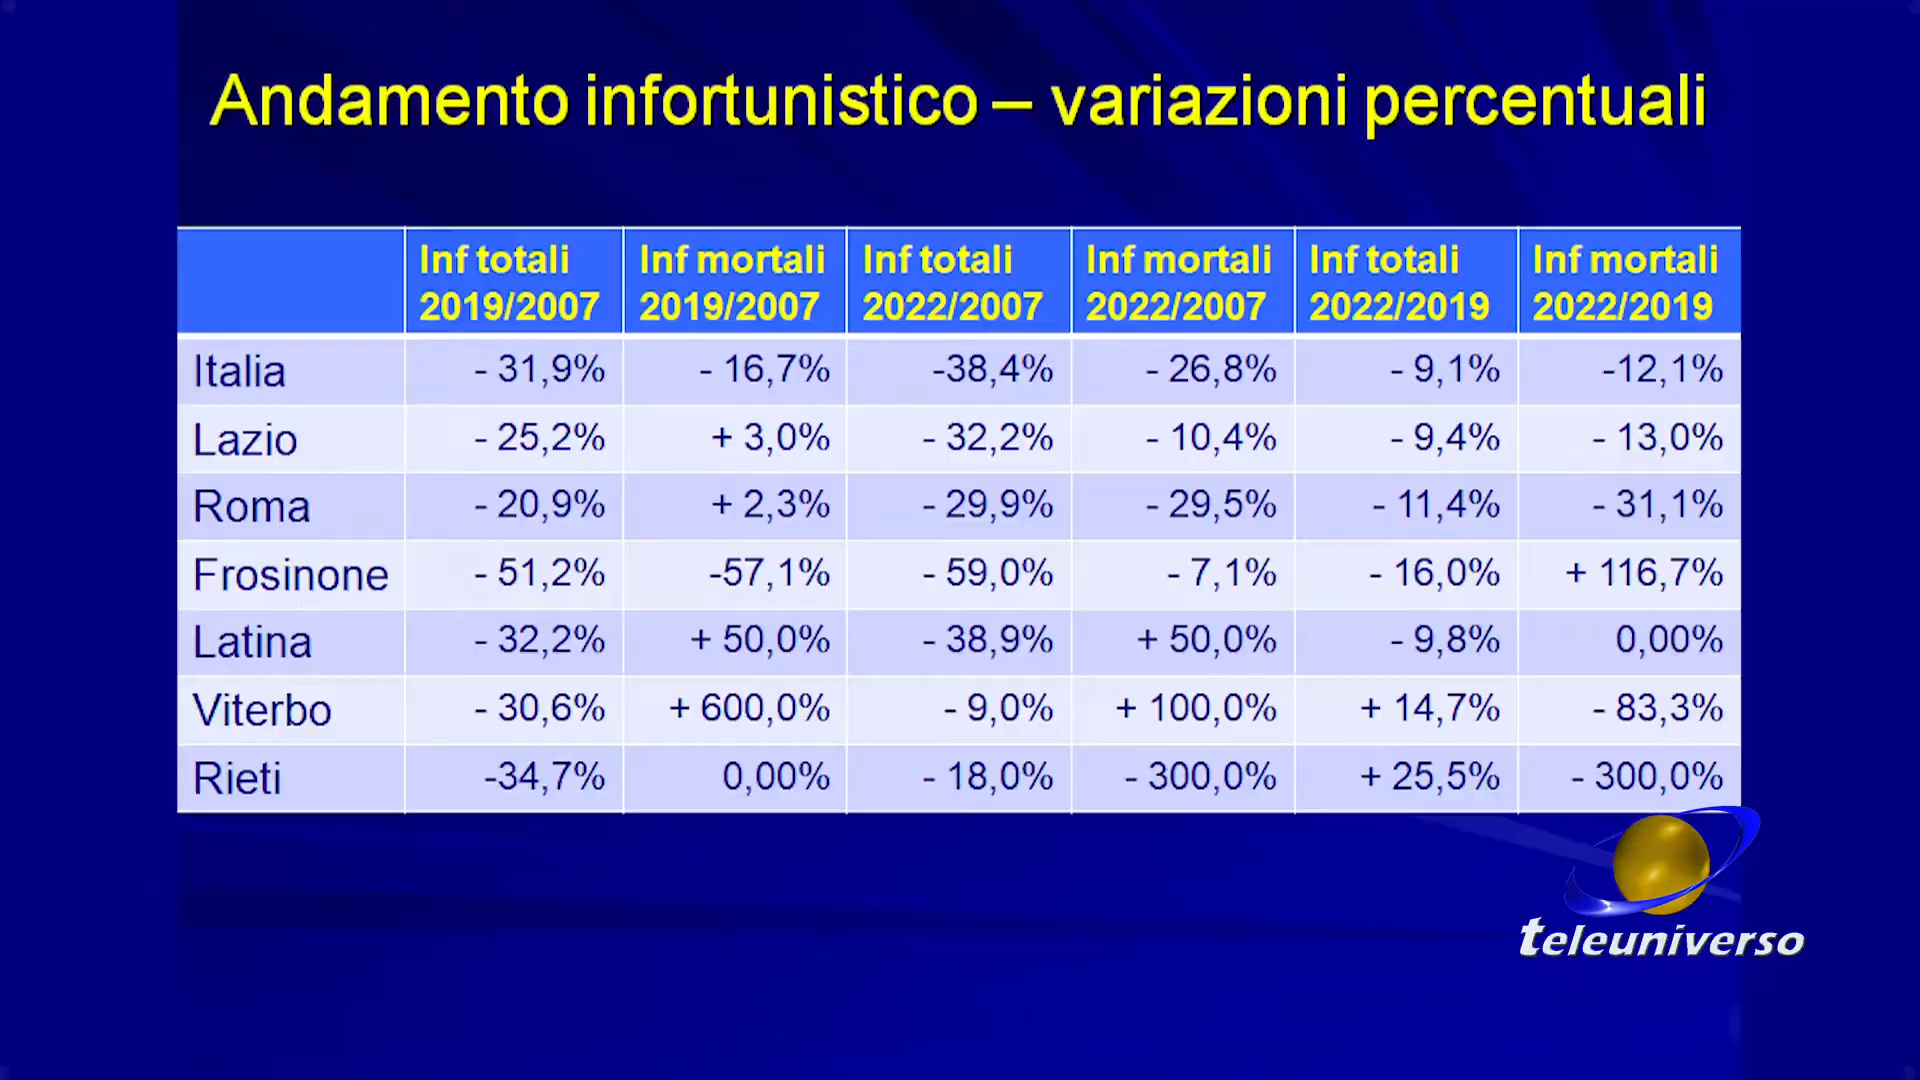 Andamento infortunistico – variazioni percentuali
Inf totali 2019/2007 Inf mortali 2019/2007 Inf totali 2022/2007 Inf mortali 2022/2007 Inf totali 2022/2019 Inf mortali 2022/2019
Italia - 31,9% - 16,7% -38,4% - 26,8% - 9,1% -12,1%
Lazio - 25,2% + 3,0% - 32,2% - 10,4% - 9,4% - 13,0%
Roma - 20,9% + 2,3% - 29,9% - 29,5% - 11,4% - 31,1%
Frosinone - 51,2% -57,1% - 59,0% - 7,1% - 16,0% + 116,7%
Latina - 32,2% + 50,0% - 38,9% + 50,0% - 9,8% 0,00%
Viterbo - 30,6% + 600,0% - 9,0% + 100,0% + 14,7% - 83,3%
Rieti -34,7% 0,00% - 18,0% - 300,0% + 25,5% - 300,0%
teleuniverso